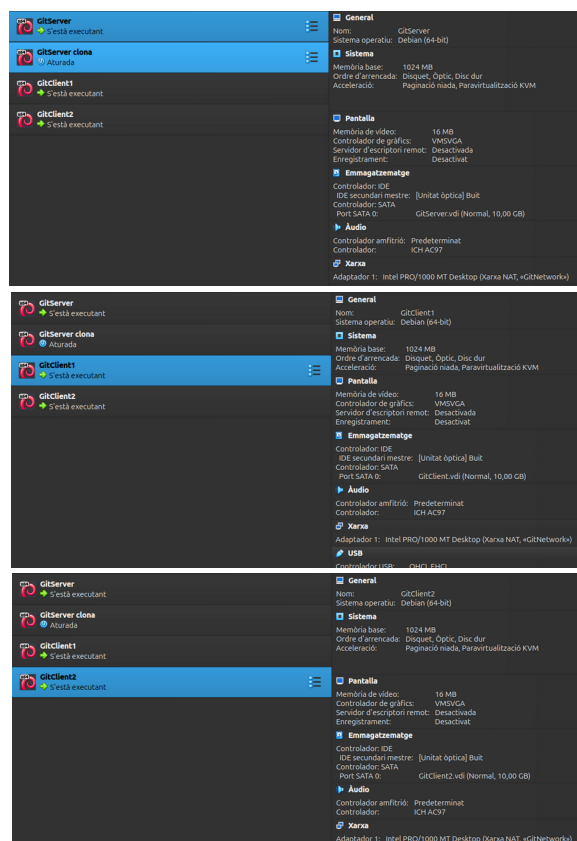 GitServer
S'està executant
GitServer clona
Aturada
GitClient1
S'està executant
GitClient2
S'està executant
General
Nom: GitServer
Sistema operatiu: Debian (64-bit)
Sistema
Memòria base: 1024 MB
Ordre d'arrencada: Disquet, Òptic, Disc dur
Acceleració: Paginació niada, Paravirtualització KVM
Pantalla
Memòria de vídeo: 16 MB
Controlador de gràfics: VMSVGA
Servidor d'escriptori remot: Desactivada
Enregistrament: Desactivat
Emmagatzematge
Controlador: IDE
IDE secundari mestre: [Unitat òptica] Buit
Controlador: SATA
Port SATA 0: GitServer.vdi (Normal, 10,00 GB)
Àudio
Controlador amfitrió: Predeterminat
Controlador: ICH AC97
Xarxa
Adaptador 1: Intel PRO/1000 MT Desktop (Xarxa NAT, «GitNetwork»)
GitServer
S'està executant
GitServer clona
Aturada
GitClient1
S'està executant
GitClient2
S'està executant
General
Nom: GitClient1
Sistema operatiu: Debian (64-bit)
Sistema
Memòria base: 1024 MB
Ordre d'arrencada: Disquet, Òptic, Disc dur
Acceleració: Paginació niada, Paravirtualització KVM
Pantalla
Memòria de vídeo: 16 MB
Controlador de gràfics: VMSVGA
Servidor d'escriptori remot: Desactivada
Enregistrament: Desactivat
Emmagatzematge
Controlador: IDE
IDE secundari mestre: [Unitat òptica] Buit
Controlador: SATA
Port SATA 0: GitClient.vdi (Normal, 10,00 GB)
Àudio
Controlador amfitrió: Predeterminat
Controlador: ICH AC97
Xarxa
Adaptador 1: Intel PRO/1000 MT Desktop (Xarxa NAT, «GitNetwork»)
USB
Controlador USB: OHCI, EHCI
GitServer
S'està executant
GitServer clona
Aturada
GitClient1
S'està executant
GitClient2
S'està executant
General
Nom: GitClient2
Sistema operatiu: Debian (64-bit)
Sistema
Memòria base: 1024 MB
Ordre d'arrencada: Disquet, Òptic, Disc dur
Acceleració: Paginació niada, Paravirtualització KVM
Pantalla
Memòria de vídeo: 16 MB
Controlador de gràfics: VMSVGA
Servidor d'escriptori remot: Desactivada
Enregistrament: Desactivat
Emmagatzematge
Controlador: IDE
IDE secundari mestre: [Unitat òptica] Buit
Controlador: SATA
Port SATA 0: GitClient2.vdi (Normal, 10,00 GB)
Àudio
Controlador amfitrió: Predeterminat
Controlador: ICH AC97
Xarxa
Adaptador 1: Intel PRO/1000 MT Desktop (Xarxa NAT, «GitNetwork»)